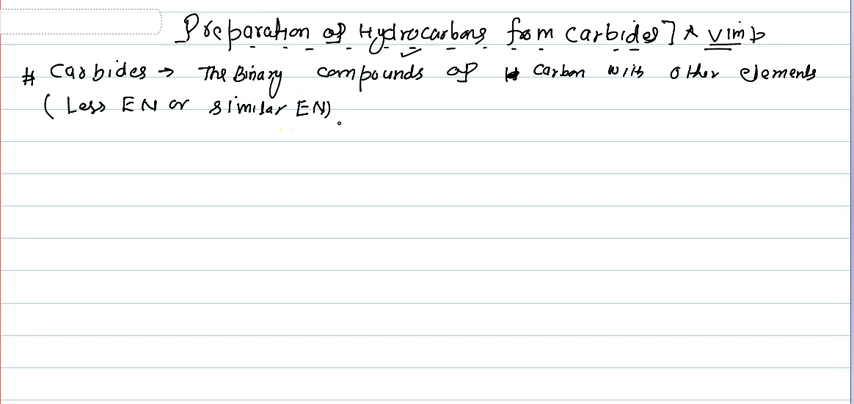 Preparation of Hydrocarbons from Carbides] * V.imp
# Carbides → The Binary compounds of carbon with other elements
(Less EN or similar EN).